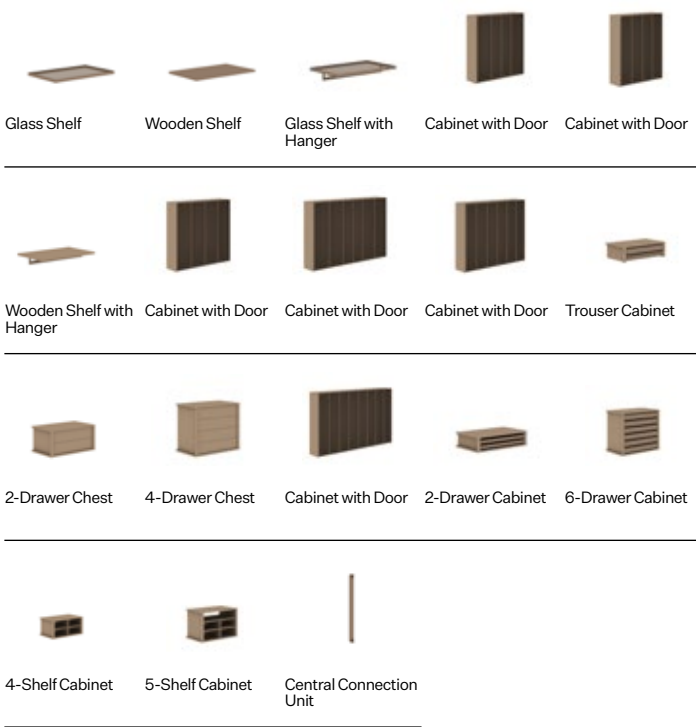 Glass Shelf
Wooden Shelf
Glass Shelf with
Hanger
Cabinet with Door
Cabinet with Door
Wooden Shelf with
Hanger
Cabinet with Door
Cabinet with Door
Cabinet with Door
Trouser Cabinet
2-Drawer Chest
4-Drawer Chest
Cabinet with Door
2-Drawer Cabinet
6-Drawer Cabinet
4-Shelf Cabinet
5-Shelf Cabinet
Central Connection
Unit